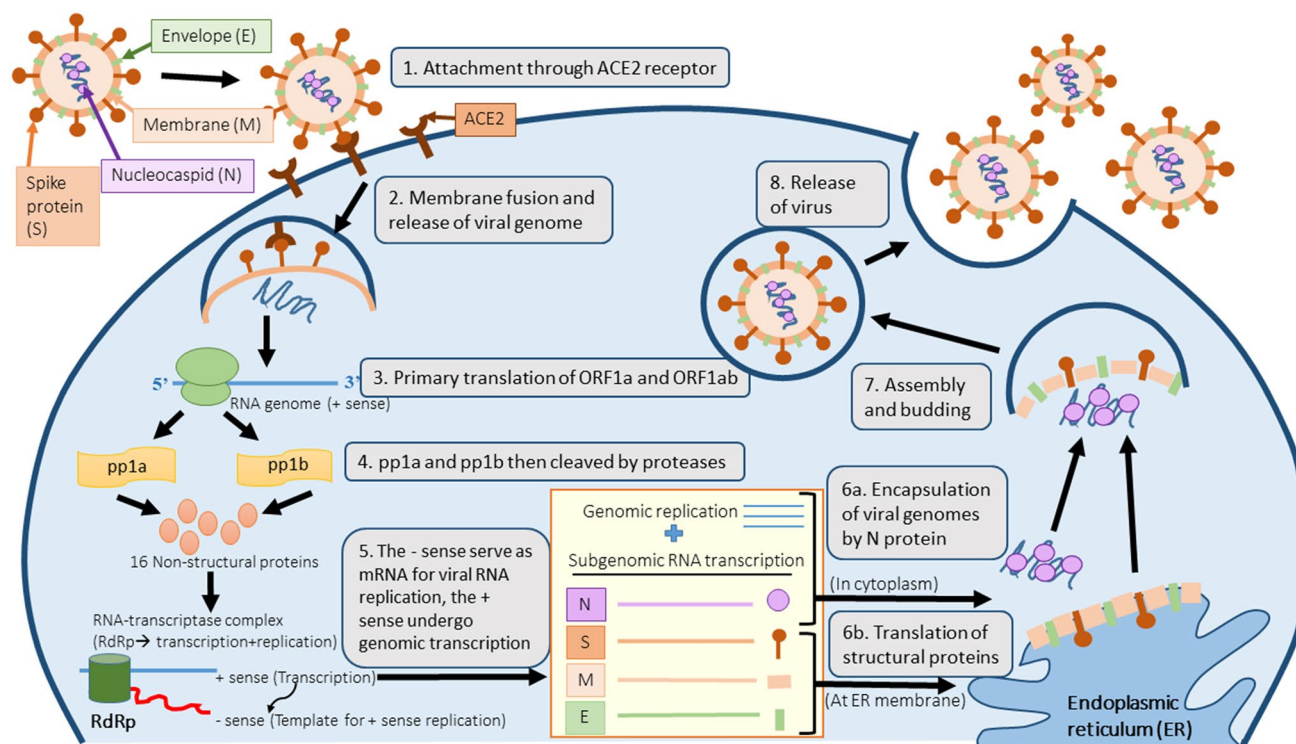 Envelope (E)
Membrane (M)
Nucleocaspid (N)
Spike
protein
(S)
1. Attachment through ACE2 receptor
ACE2
2. Membrane fusion and
release of viral genome
5’
3’
RNA genome (+ sense)
3. Primary translation of ORF1a and ORF1ab
pp1a
pp1b
4. pp1a and pp1b then cleaved by proteases
16 Non-structural proteins
RNA-transcriptase complex
(RdRp→ transcription+replication)
RdRp
+ sense (Transcription)
- sense (Template for + sense replication)
5. The - sense serve as
mRNA for viral RNA
replication, the +
sense undergo
genomic transcription
Genomic replication
+
Subgenomic RNA transcription
N
S
M
E
(In cytoplasm)
(At ER membrane)
6a. Encapsulation
of viral genomes
by N protein
6b. Translation of
structural proteins
Endoplasmic
reticulum (ER)
7. Assembly
and budding
8. Release
of virus